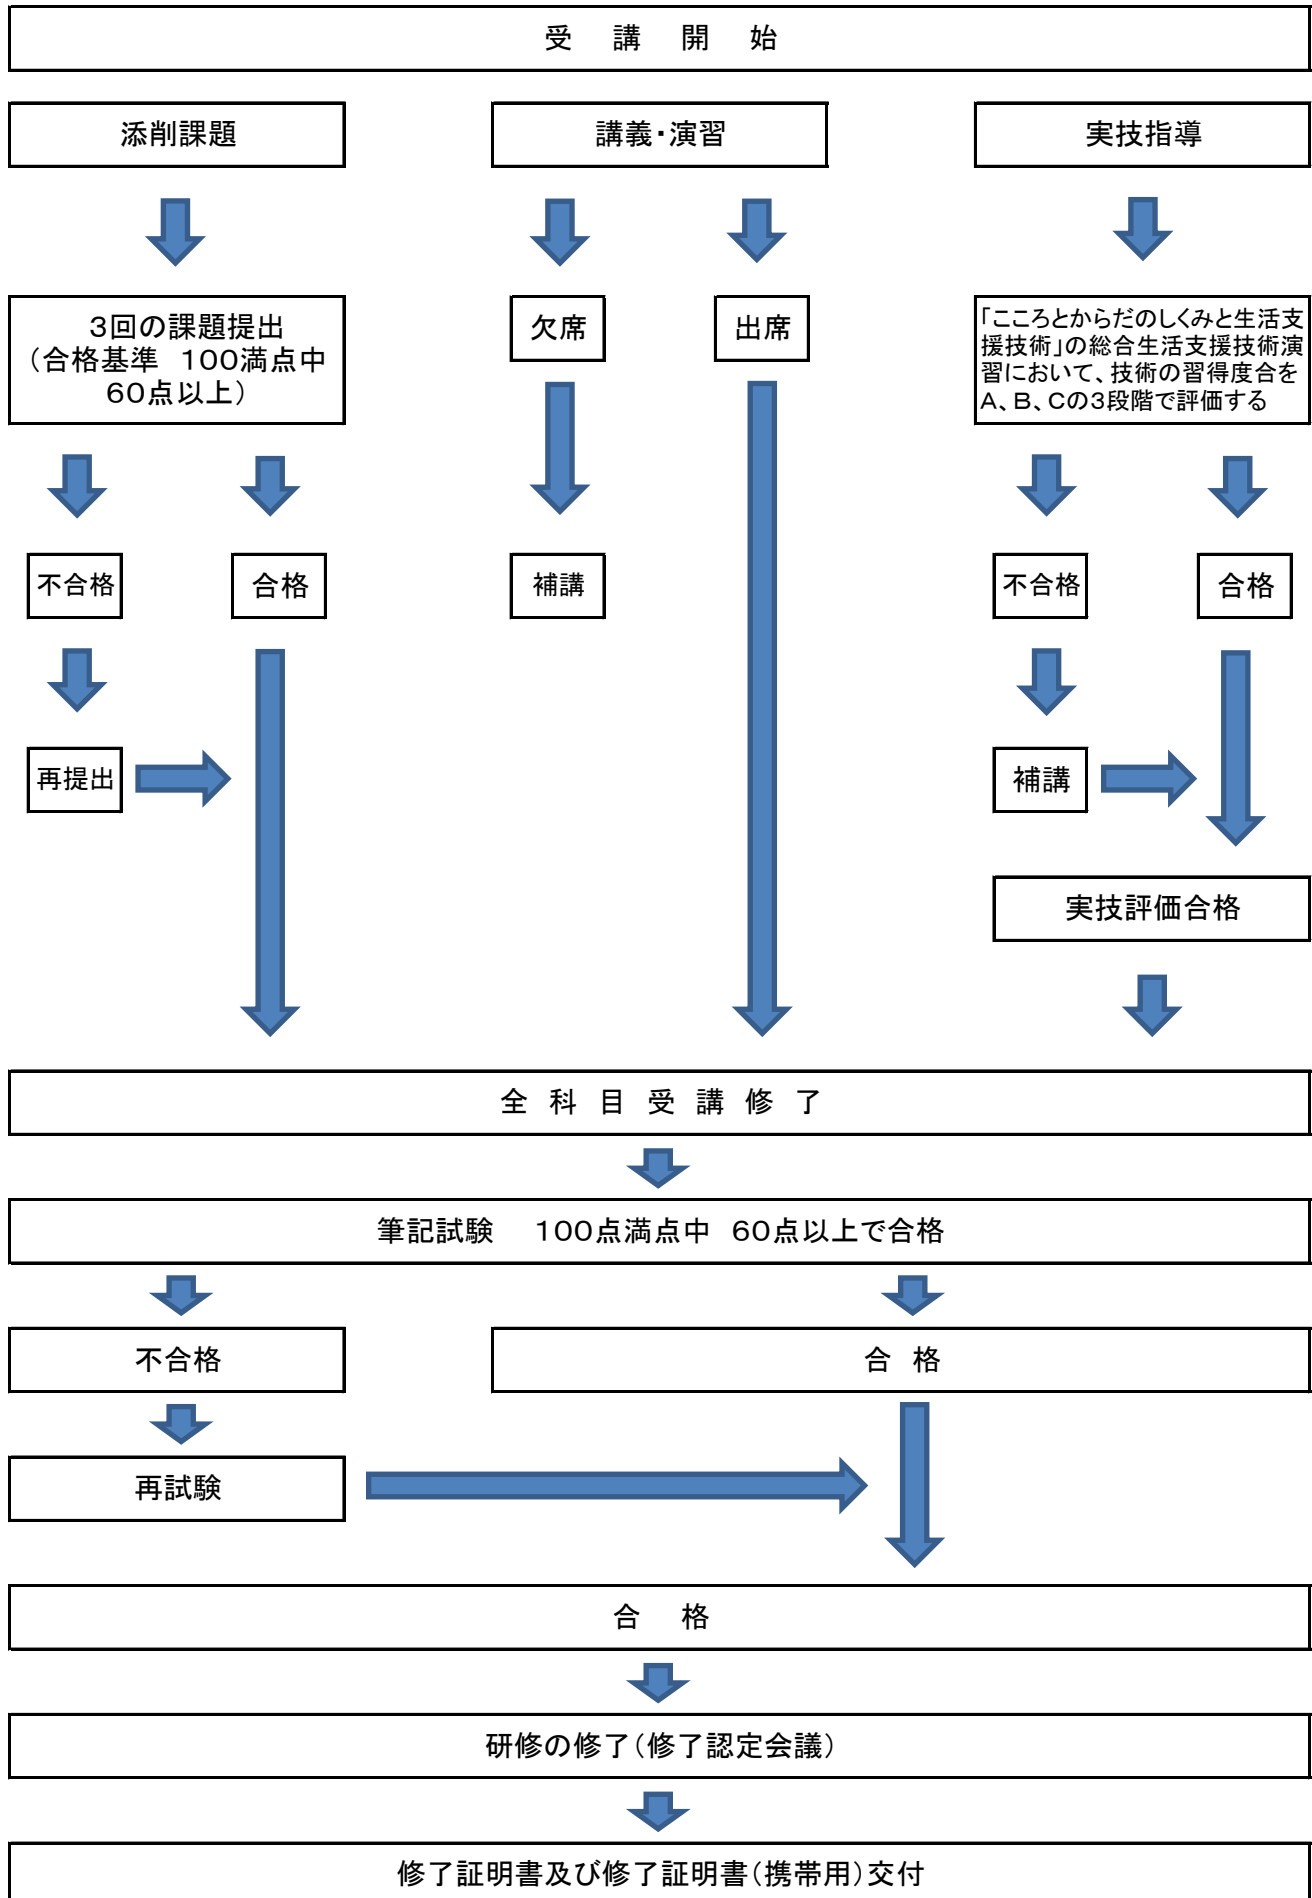 受 講 開 始
添削課題
講義・演習
実技指導
3回の課題提出
（合格基準 100満点中
60点以上）
欠席
出席
「こころとからだのしくみと生活支
援技術」の総合生活支援技術演
習において、技術の習得度合を
A、B、Cの3段階で評価する
不合格
合格
補講
不合格
合格
再提出
補講
実技評価合格
全 科 目 受 講 修 了
筆記試験 100点満点中 60点以上で合格
不合格
合 格
再試験
合 格
研修の修了（修了認定会議）
修了証明書及び修了証明書（携帯用）交付